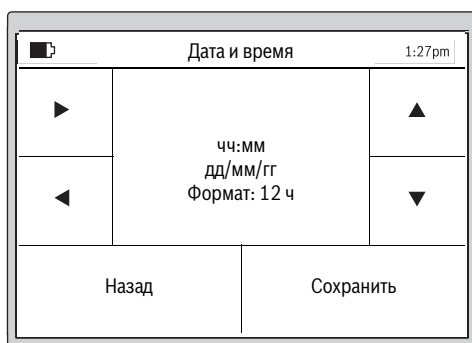 Дата и время
1:27pm
чч:мм
дд/мм/гг
Формат: 12 ч
Назад
Сохранить